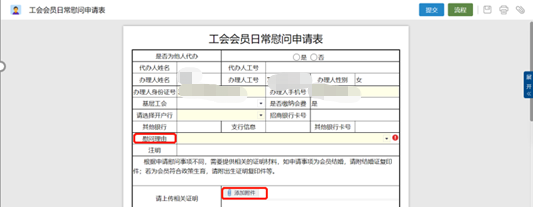 工会会员日常慰问申请表
提交
流程
工会会员日常慰问申请表
是否为他人代办 是 否
代办人姓名 代办人工号
办理人姓名 办理人工号 办理人性别 女
办理人身份证号 办理人手机号
基层工会 是否缴纳会费 是
请选择开户行 招商银行卡号
其他银行 支行信息 其他银行卡号
慰问理由
注明
根据申请慰问事项不同，需要提供相关的证明材料，如申请事项为会员结婚，请附结婚证复印
件；若为会员符合政策生育，请附出生证明复印件等。
请上传相关证明 添加附件
展开